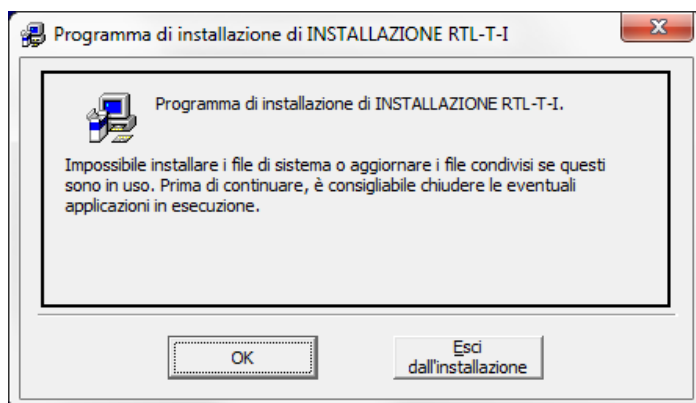 Programma di installazione di INSTALLAZIONE RTL-T-I
Programma di installazione di INSTALLAZIONE RTL-T-I.
Impossibile installare i file di sistema o aggiornare i file condivisi se questi
sono in uso. Prima di continuare, è consigliabile chiudere le eventuali
applicazioni in esecuzione.
OK
Esci
dall'installazione